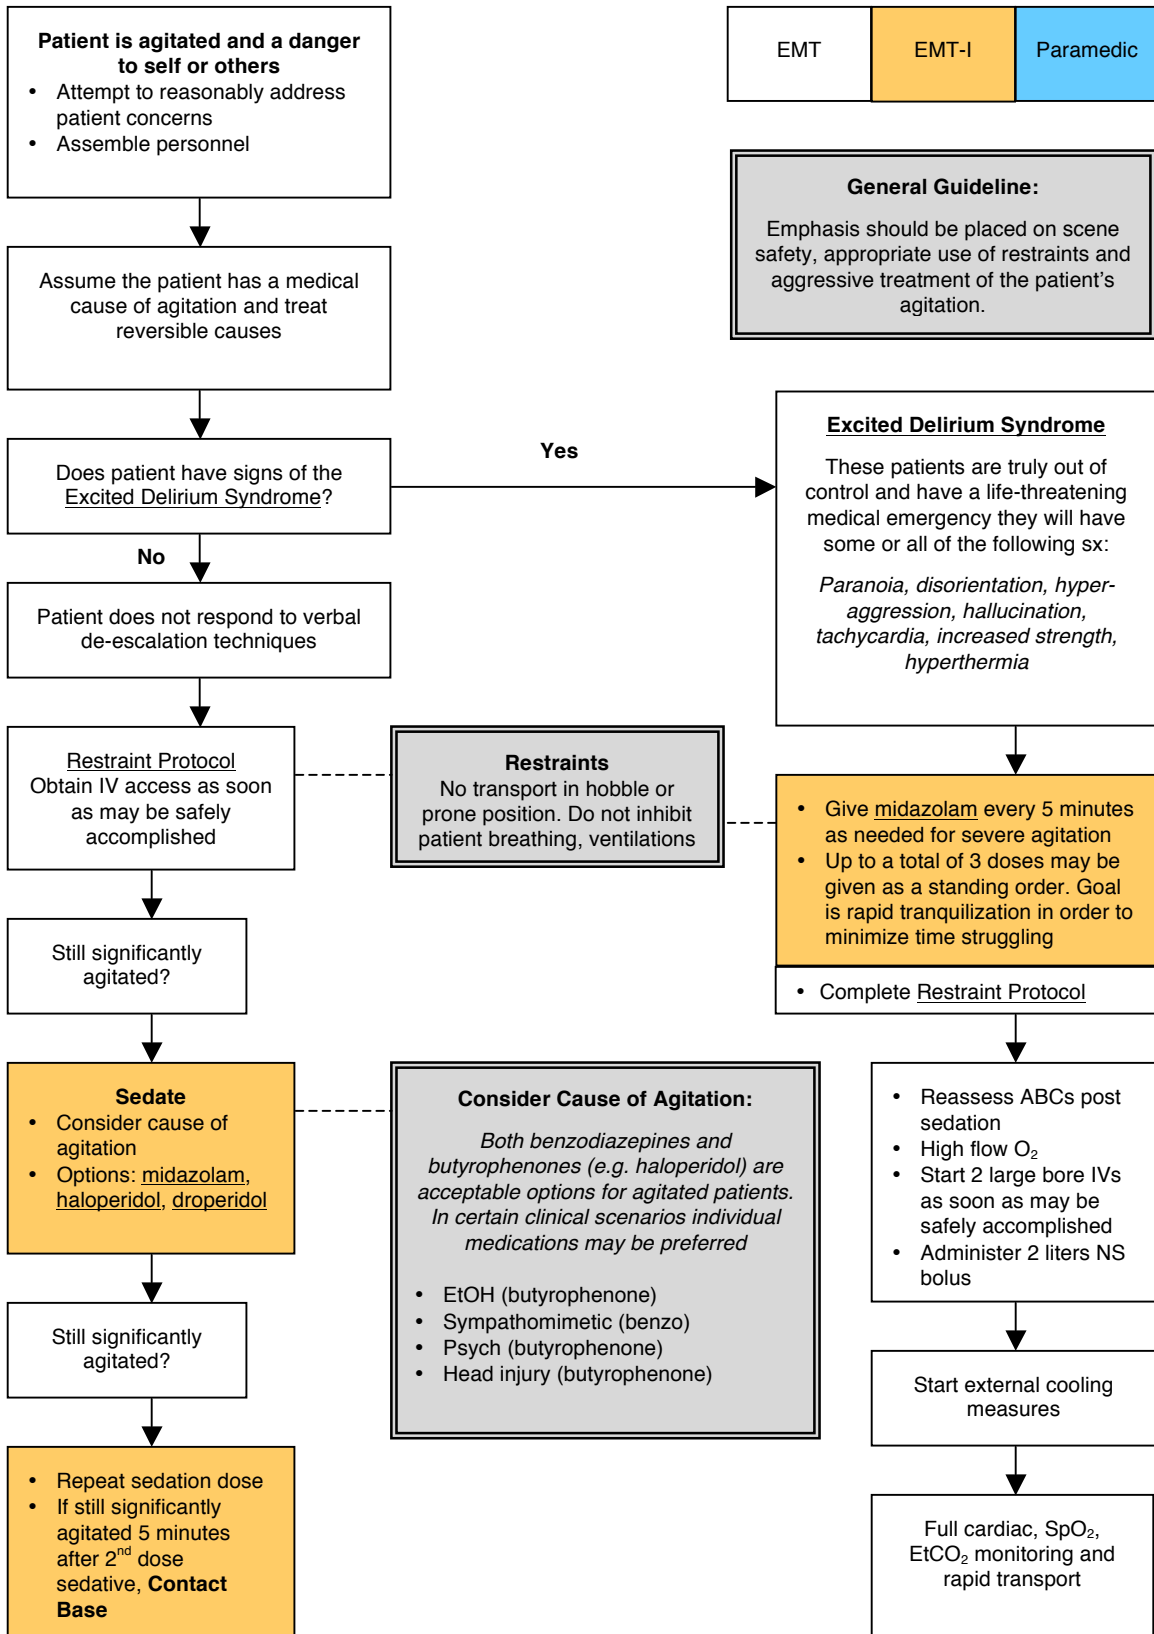 Patient is agitated and a danger
to self or others
• Attempt to reasonably address
patient concerns
• Assemble personnel
EMT
EMT-I
Paramedic
General Guideline:
Emphasis should be placed on scene
safety, appropriate use of restraints and
aggressive treatment of the patient's
agitation.
Assume the patient has a medical
cause of agitation and treat
reversible causes
Does patient have signs of the
Excited Delirium Syndrome?
Yes
No
Excited Delirium Syndrome
These patients are truly out of
control and have a life-threatening
medical emergency they will have
some or all of the following sx:
Paranoia, disorientation, hyper-
aggression, hallucination,
tachycardia, increased strength,
hyperthermia
Patient does not respond to verbal
de-escalation techniques
Restraint Protocol
Obtain IV access as soon
as may be safely
accomplished
Restraints
No transport in hobble or
prone position. Do not inhibit
patient breathing, ventilations
• Give midazolam every 5 minutes
as needed for severe agitation
• Up to a total of 3 doses may be
given as a standing order. Goal
is rapid tranquilization in order to
minimize time struggling
• Complete Restraint Protocol
Still significantly
agitated?
Sedate
• Consider cause of
agitation
• Options: midazolam,
haloperidol, droperidol
Consider Cause of Agitation:
Both benzodiazepines and
butyrophenones (e.g. haloperidol) are
acceptable options for agitated patients.
In certain clinical scenarios individual
medications may be preferred
• EtOH (butyrophenone)
• Sympathomimetic (benzo)
• Psych (butyrophenone)
• Head injury (butyrophenone)
• Reassess ABCs post
sedation
• High flow O₂
• Start 2 large bore IVs
as soon as may be
safely accomplished
• Administer 2 liters NS
bolus
Still significantly
agitated?
Start external cooling
measures
• Repeat sedation dose
• If still significantly
agitated 5 minutes
after 2nd dose
sedative, Contact
Base
Full cardiac, SpO₂,
EtCO₂ monitoring and
rapid transport